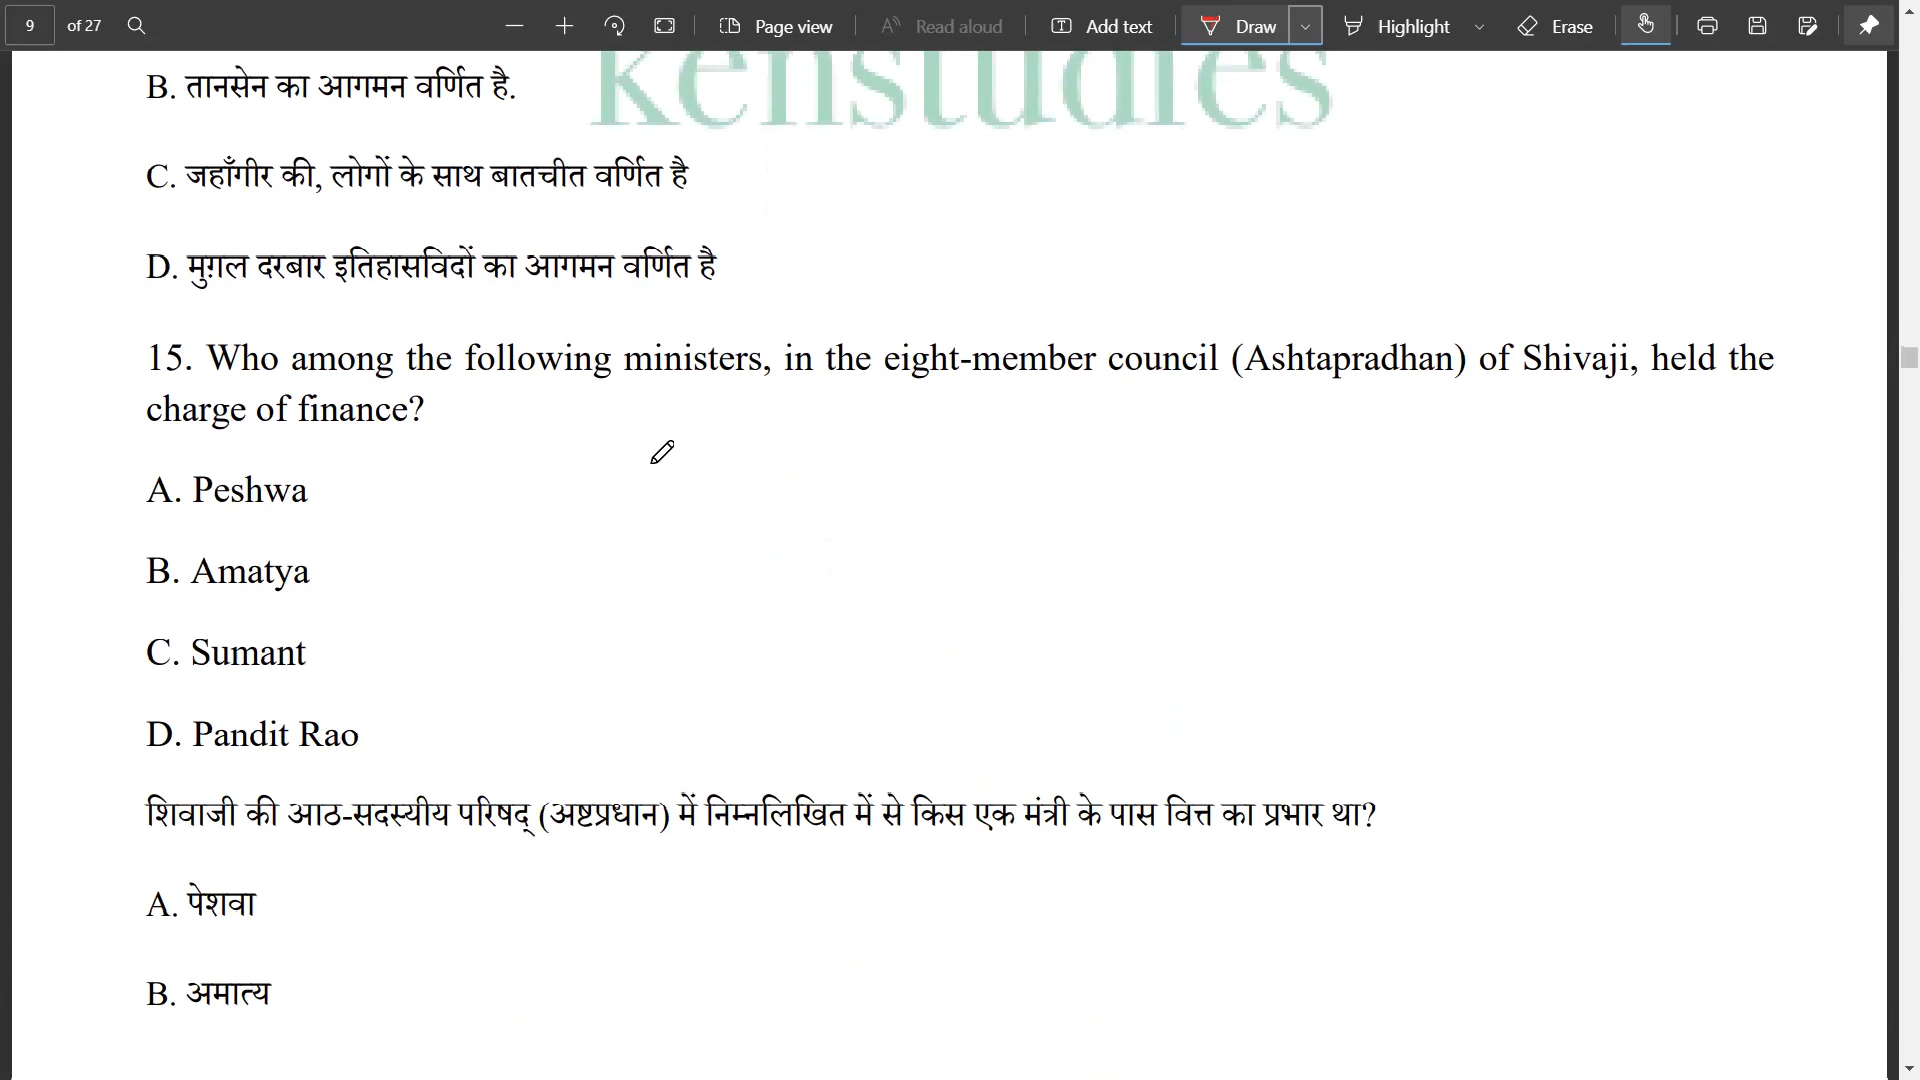 9 of 27 Page view Read aloud Add text Draw Highlight Erase
kenstudies
B. तानसेन का आगमन वर्णित है.
C. जहाँगीर की, लोगों के साथ बातचीत वर्णित है
D. मुग़ल दरबार इतिहासविदों का आगमन वर्णित है
15. Who among the following ministers, in the eight-member council (Ashtapradhan) of Shivaji, held the
charge of finance?
A. Peshwa
B. Amatya
C. Sumant
D. Pandit Rao
शिवाजी की आठ-सदस्यीय परिषद् (अष्टप्रधान) में निम्नलिखित में से किस एक मंत्री के पास वित्त का प्रभार था?
A. पेशवा
B. अमात्य